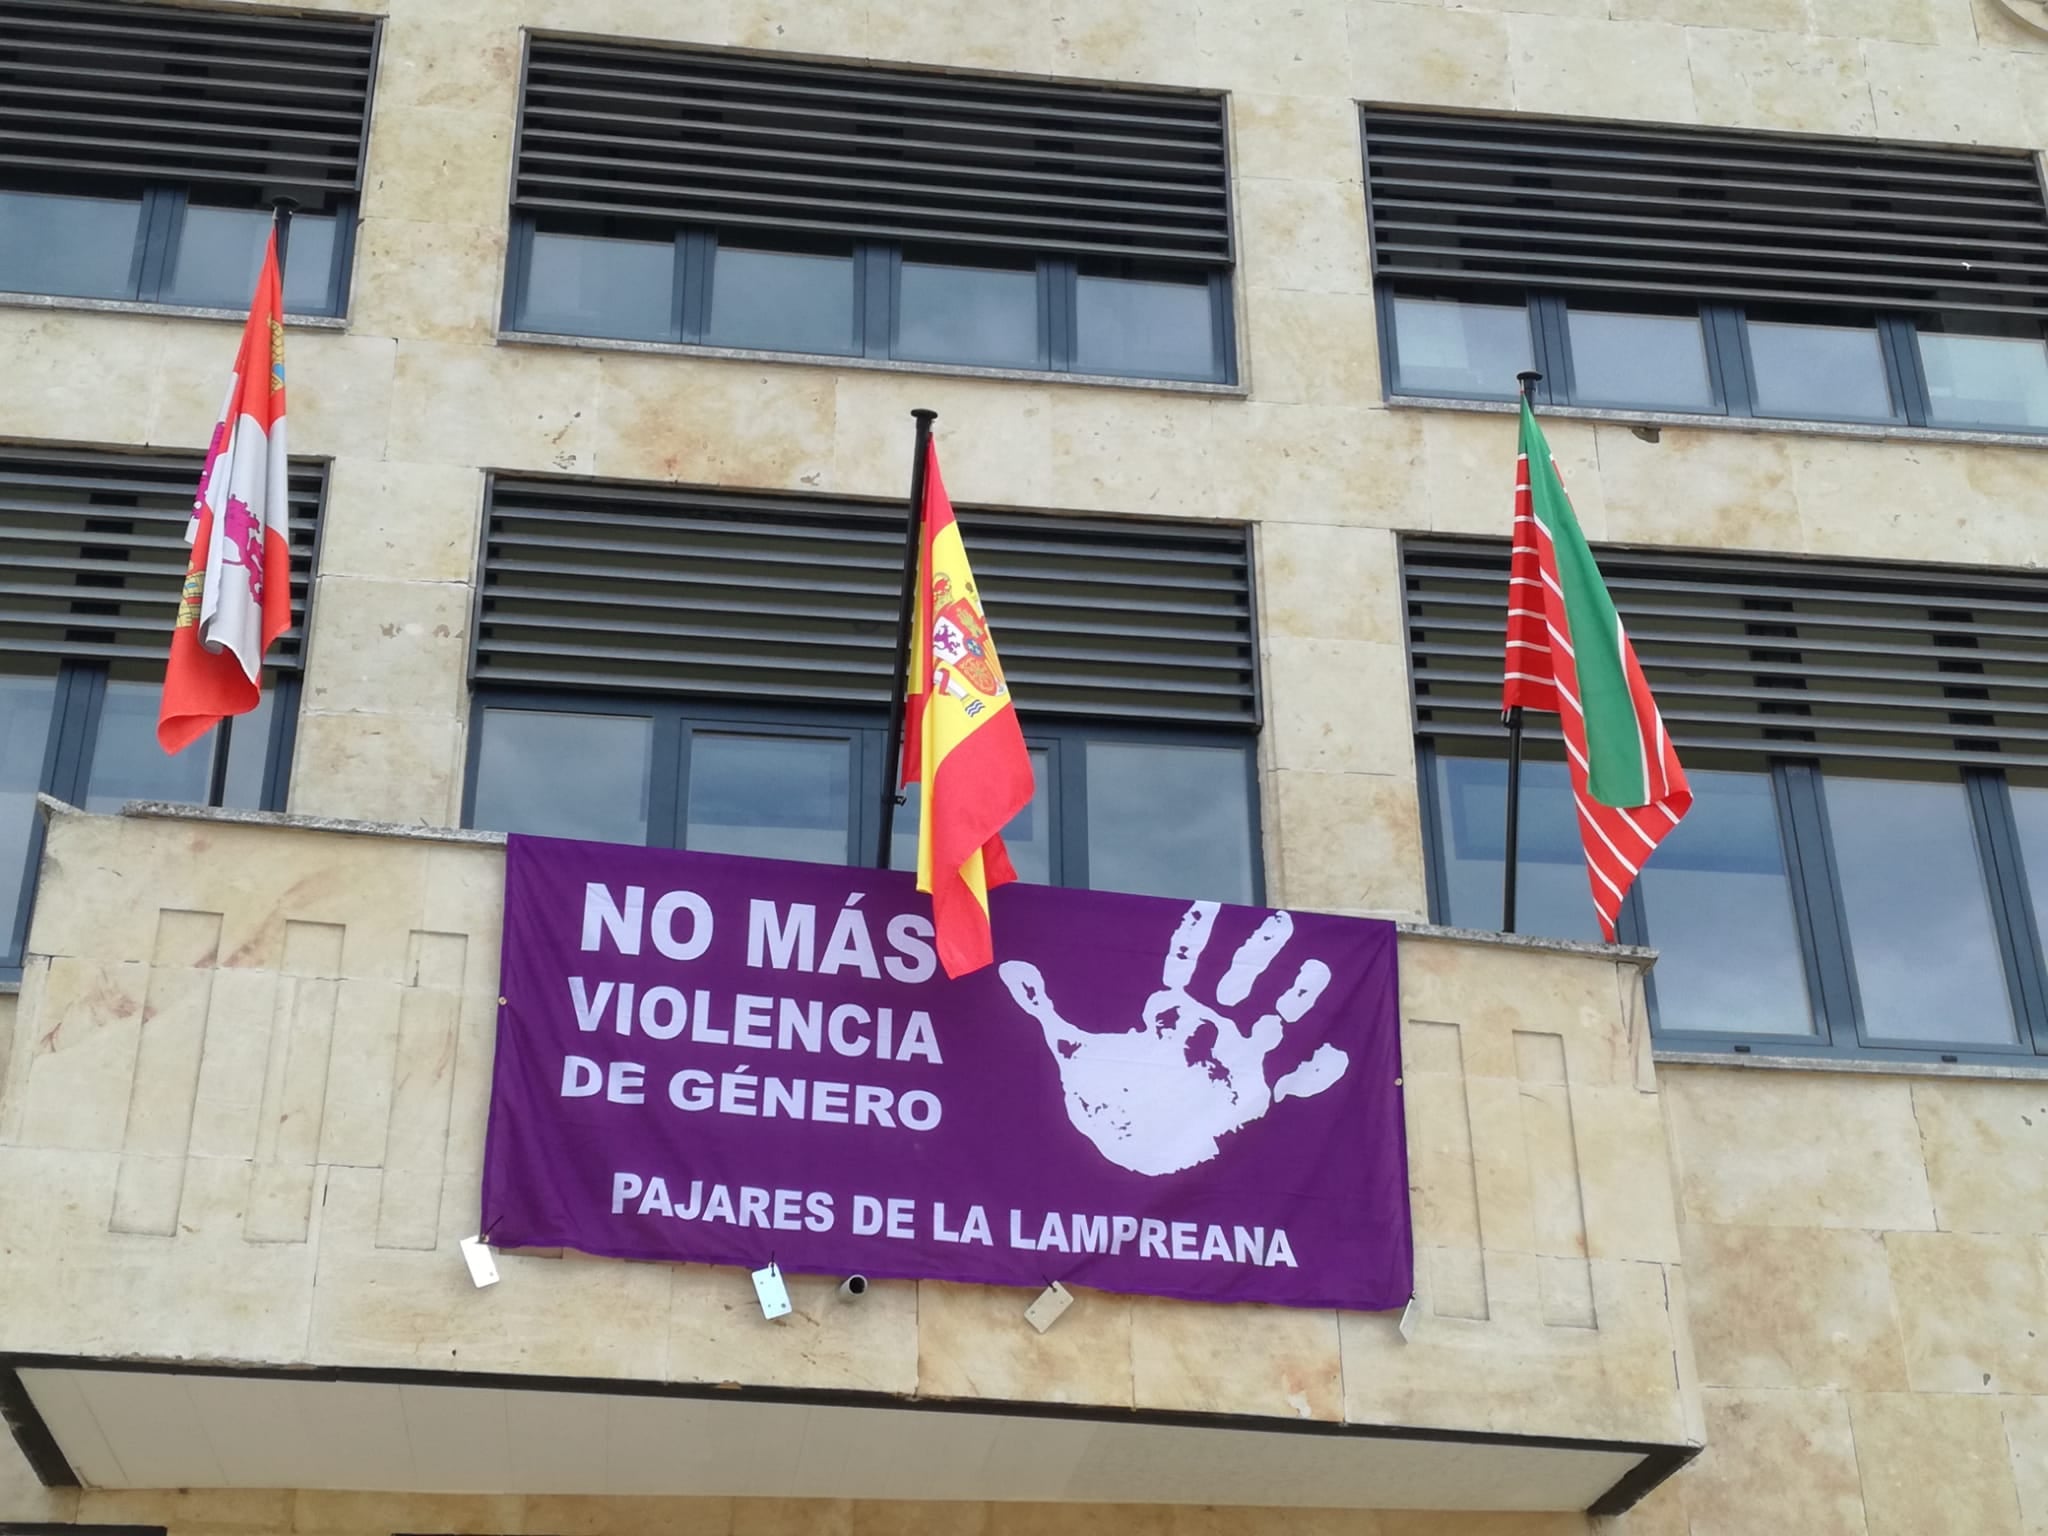 NO MÁS
VIOLENCIA
DE GÉNERO
PAJARES DE LA LAMPREANA